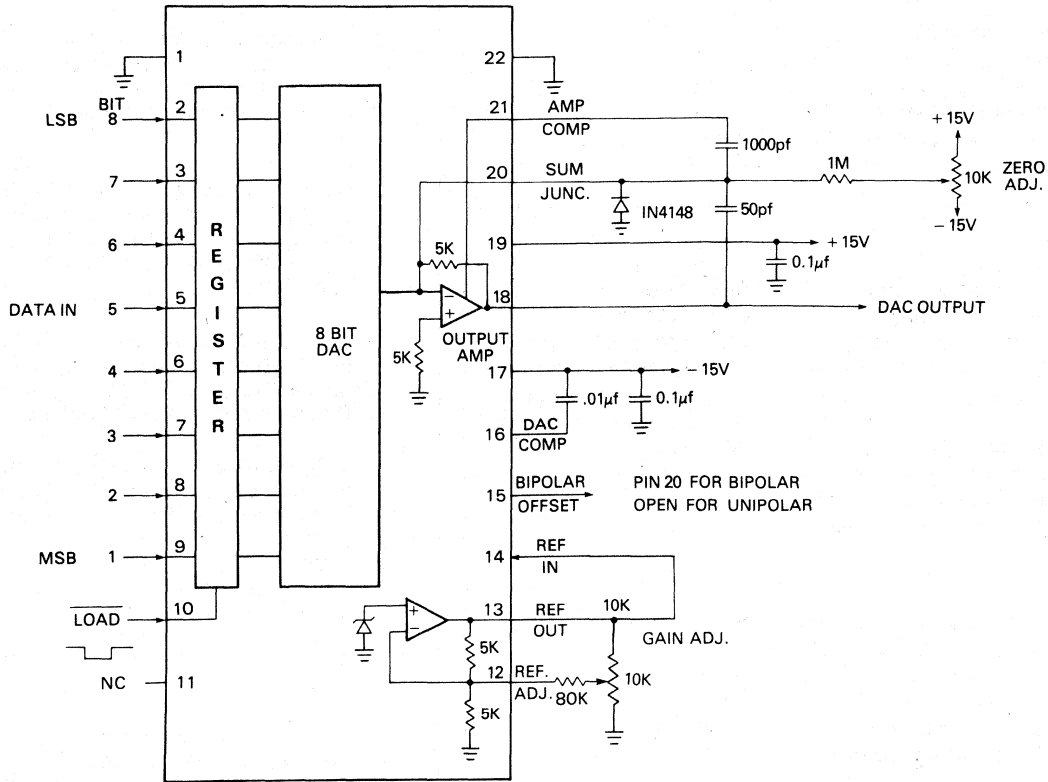 1
22
BIT
LSB 8
2
21
AMP
COMP
1000pf
+ 15V
7
3
20
SUM
JUNC.
IN4148
1M
10K
ZERO
ADJ.
50pf
- 15V
6
4
19
+ 15V
0.1µf
5K
DATA IN 5
5
18
DAC OUTPUT
REGISTER
8 BIT
DAC
-
+
OUTPUT
AMP
5K
4
6
17
- 15V
.01µf
0.1µf
3
7
16
DAC
COMP
2
8
15
BIPOLAR
OFFSET
PIN 20 FOR BIPOLAR
OPEN FOR UNIPOLAR
MSB 1
9
14
REF
IN
LOAD
10
+
-
13
REF
OUT
10K
GAIN ADJ.
5K
NC
11
12
REF.
ADJ.
80K
10K
5K